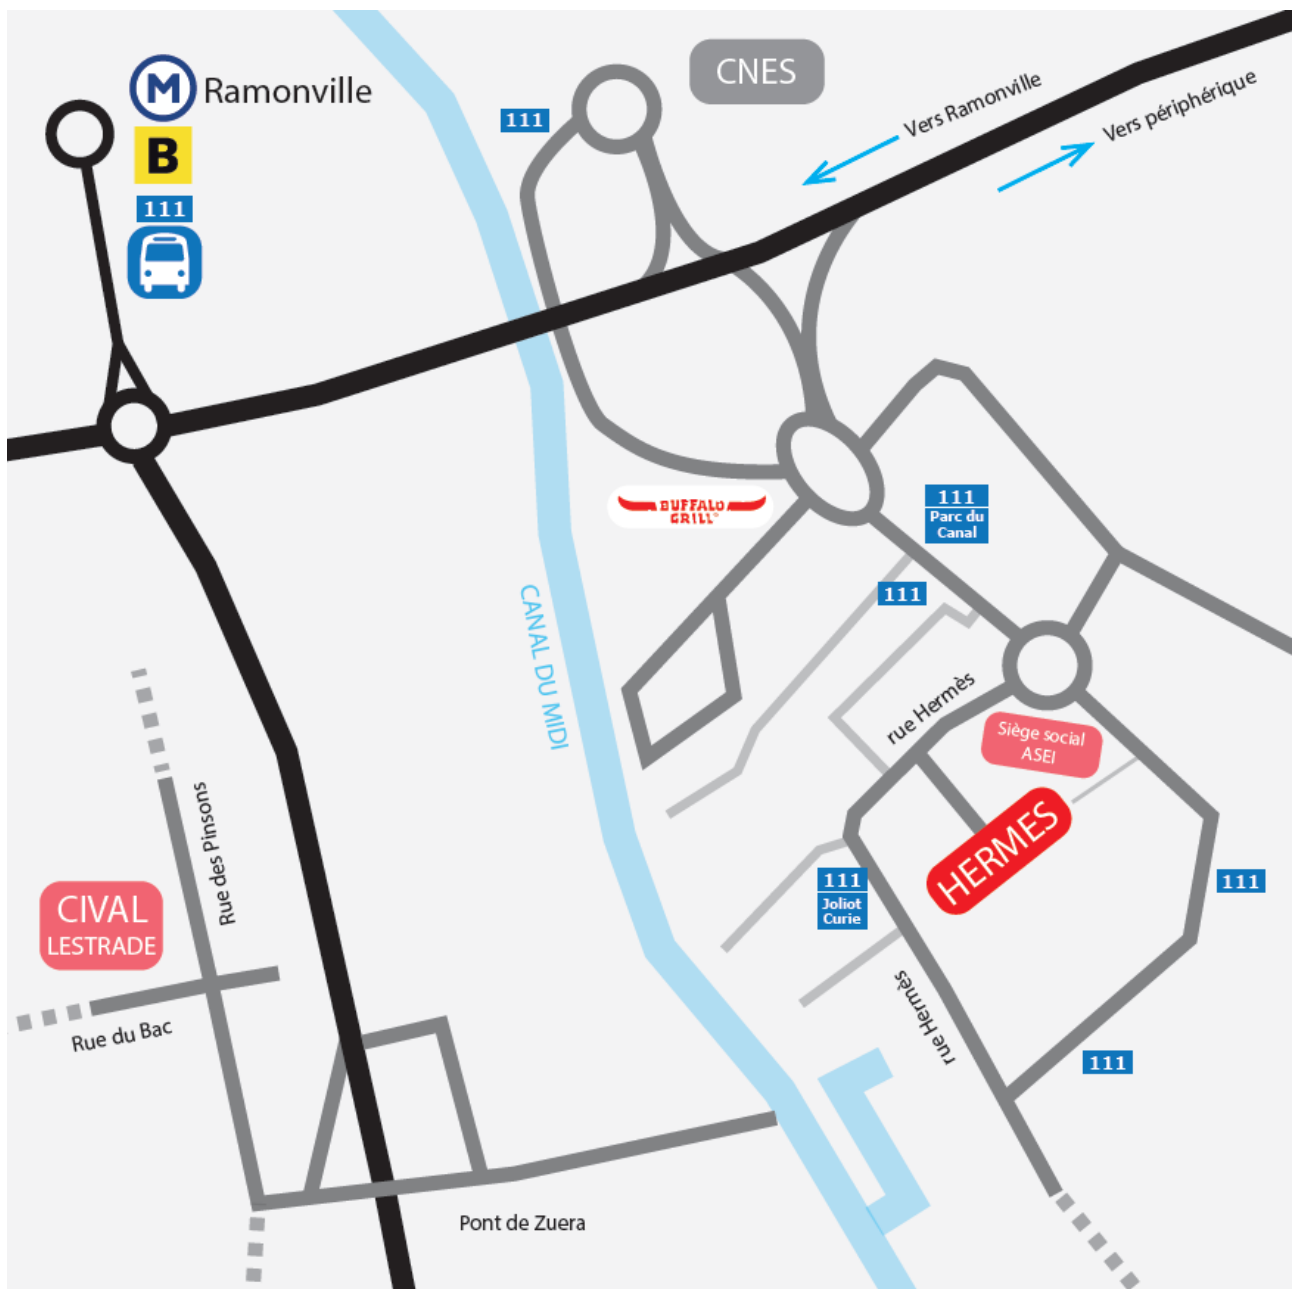 M
Ramonville
B
111
111
CNES
Vers Ramonville
Vers périphérique
BUFFALO
GRILL
111
Parc du
Canal
111
CANAL DU MIDI
rue Hermès
Siège social
ASEI
HERMES
111
Joliot
Curie
111
rue Hermès
111
Rue des Pinsons
CIVAL
LESTRADE
Rue du Bac
Pont de Zuera